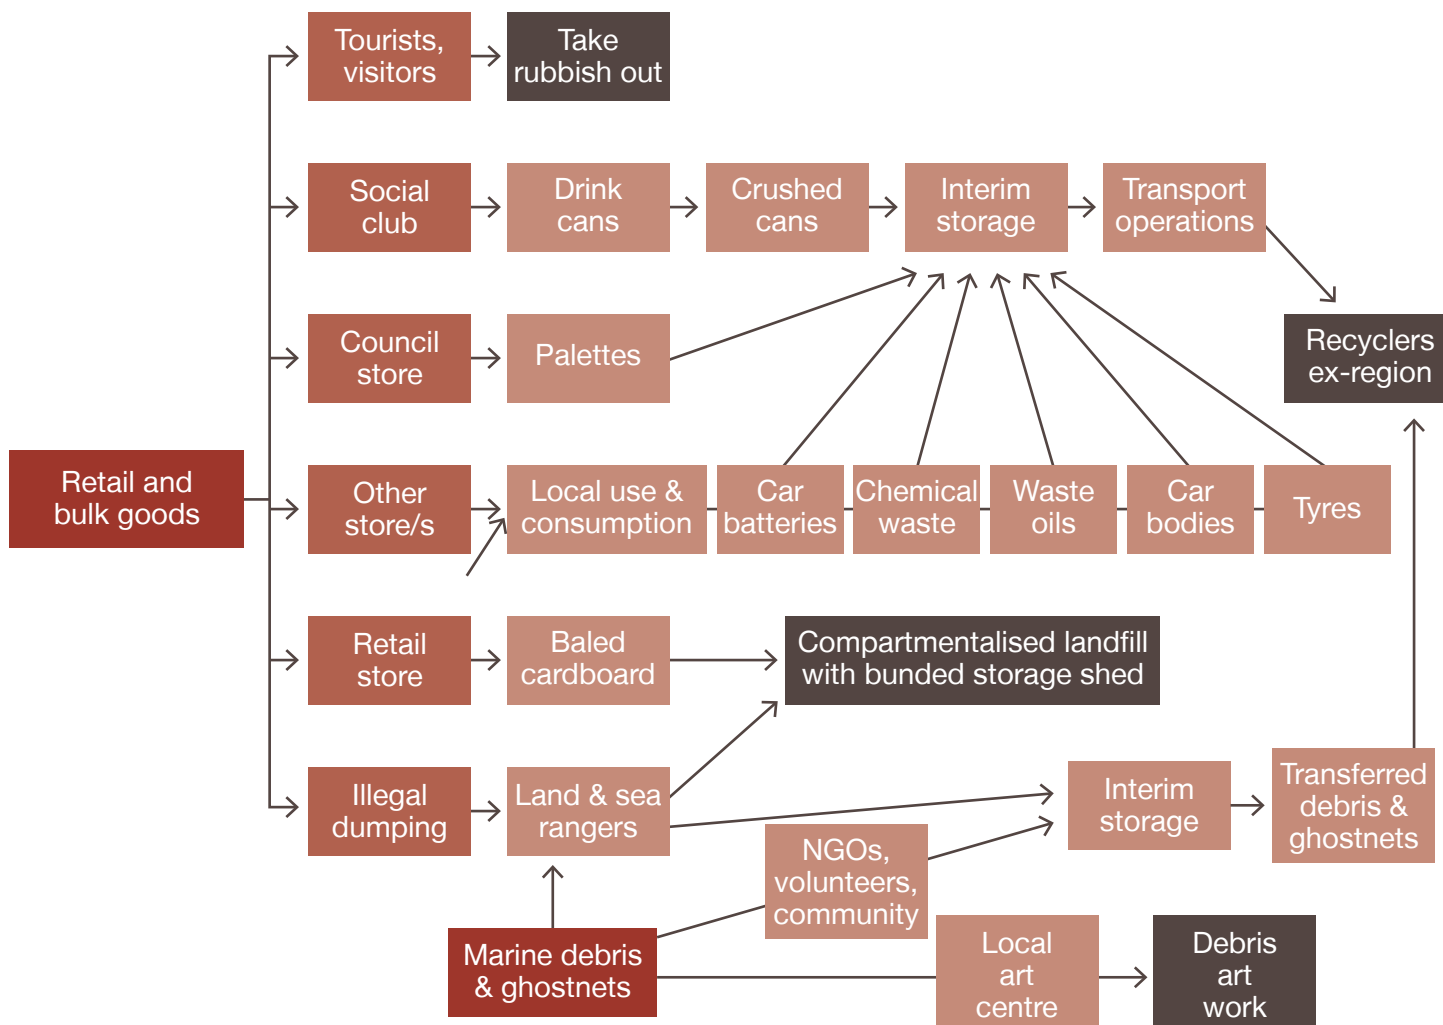 Tourists,
visitors
Take
rubbish out
Social
club
Drink
cans
Crushed
cans
Interim
storage
Transport
operations
Council
store
Palettes
Recyclers
ex-region
Retail and
bulk goods
Other
store/s
Local use &
consumption
Car
batteries
Chemical
waste
Waste
oils
Car
bodies
Tyres
Retail
store
Baled
cardboard
Compartmentalised landfill
with bunded storage shed
Illegal
dumping
Land & sea
rangers
Interim
storage
Transferred
debris &
ghostnets
NGOs,
volunteers,
community
Marine debris
& ghostnets
Local
art
centre
Debris
art
work